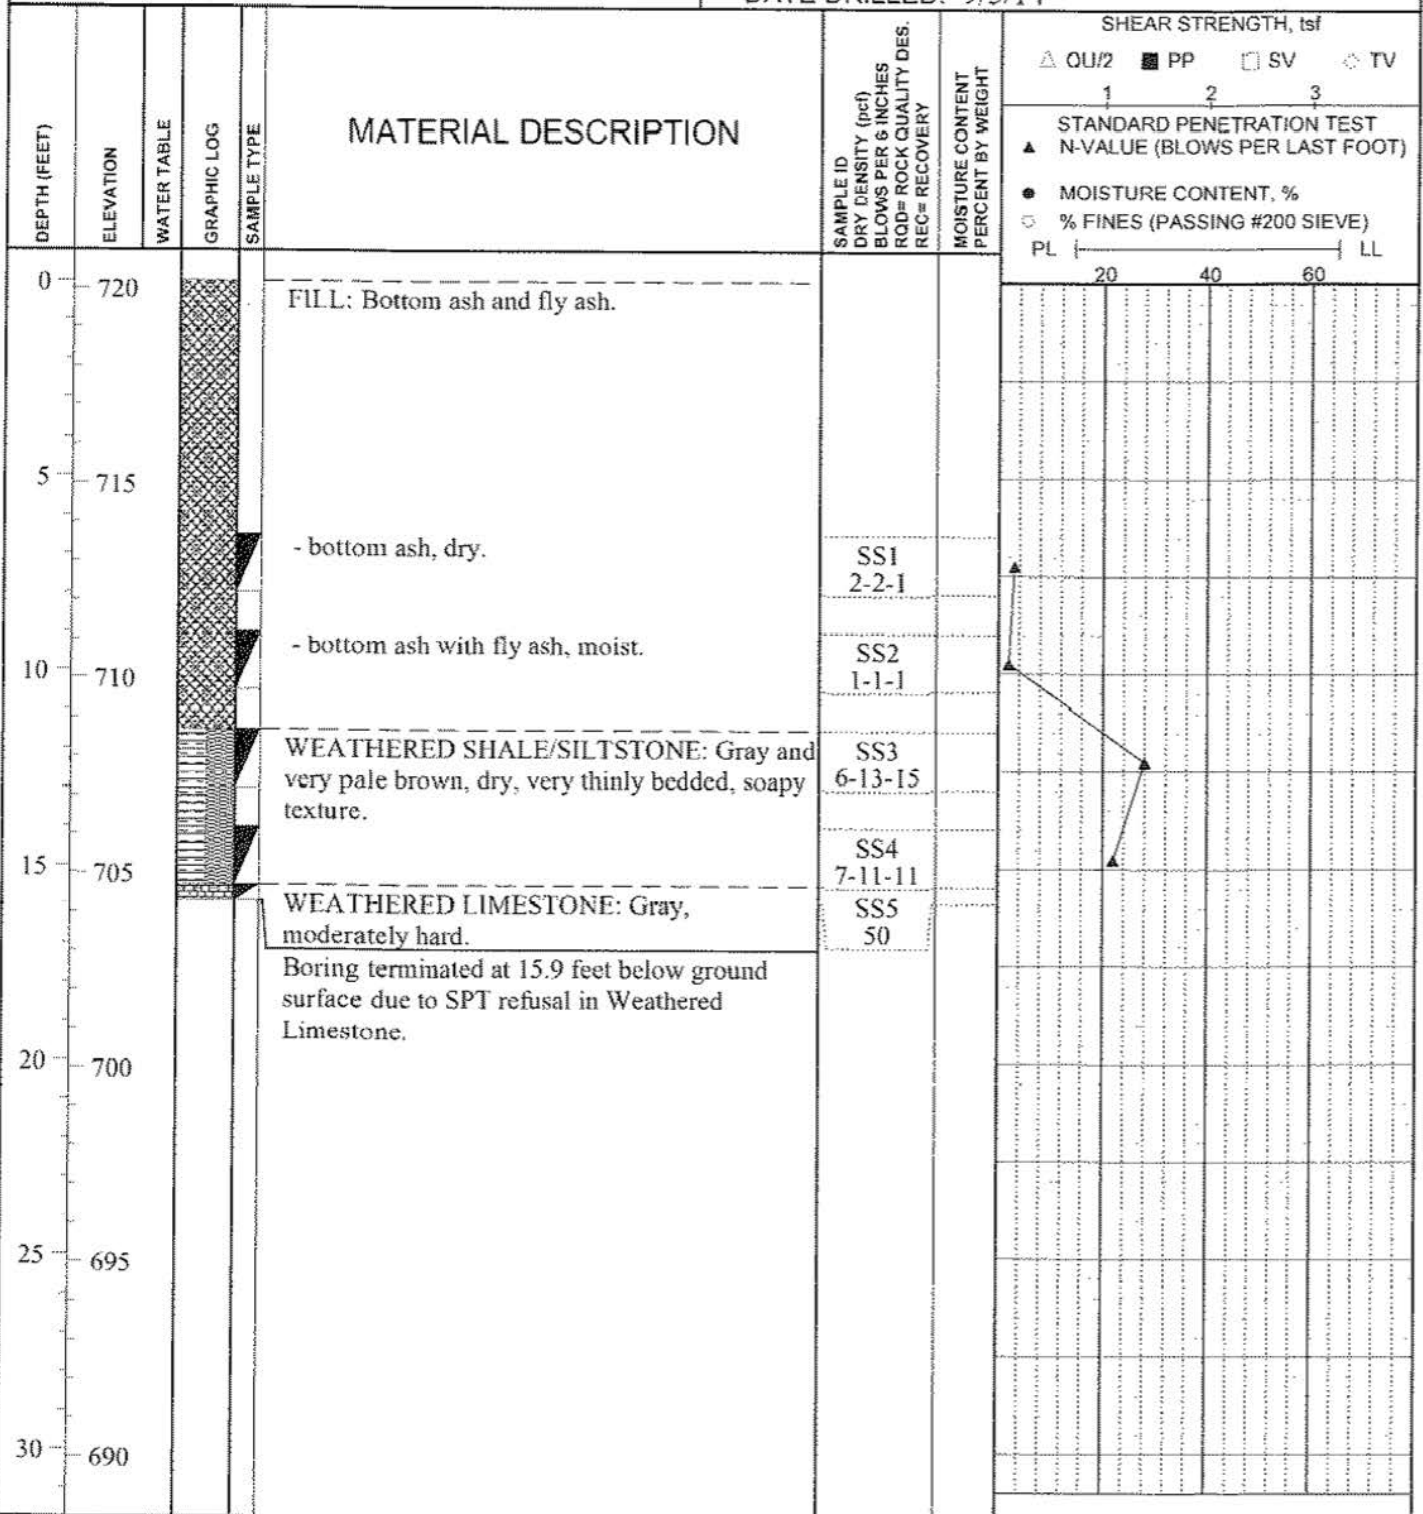 DATE DRILLED:
DEPTH (FEET)
ELEVATION
WATER TABLE
GRAPHIC LOG
SAMPLE TYPE
MATERIAL DESCRIPTION
SAMPLE ID
DRY DENSITY (pcf)
BLOWS PER 6 INCHES
RQD= ROCK QUALITY DES.
REC= RECOVERY
MOISTURE CONTENT
PERCENT BY WEIGHT
SHEAR STRENGTH, tsf
QU/2 PP SV TV
1 2 3
STANDARD PENETRATION TEST
▲ N-VALUE (BLOWS PER LAST FOOT)
● MOISTURE CONTENT, %
% FINES (PASSING #200 SIEVE)
PL LL
20 40 60
0 720
FILL: Bottom ash and fly ash.
5 715
- bottom ash, dry.
SS1
2-2-1
- bottom ash with fly ash, moist.
SS2
1-1-1
10 710
WEATHERED SHALE/SILTSTONE: Gray and
very pale brown, dry, very thinly bedded, soapy
texture.
SS3
6-13-15
SS4
7-11-11
15 705
WEATHERED LIMESTONE: Gray,
moderately hard.
SS5
50
Boring terminated at 15.9 feet below ground
surface due to SPT refusal in Weathered
Limestone.
20 700
25 695
30 690